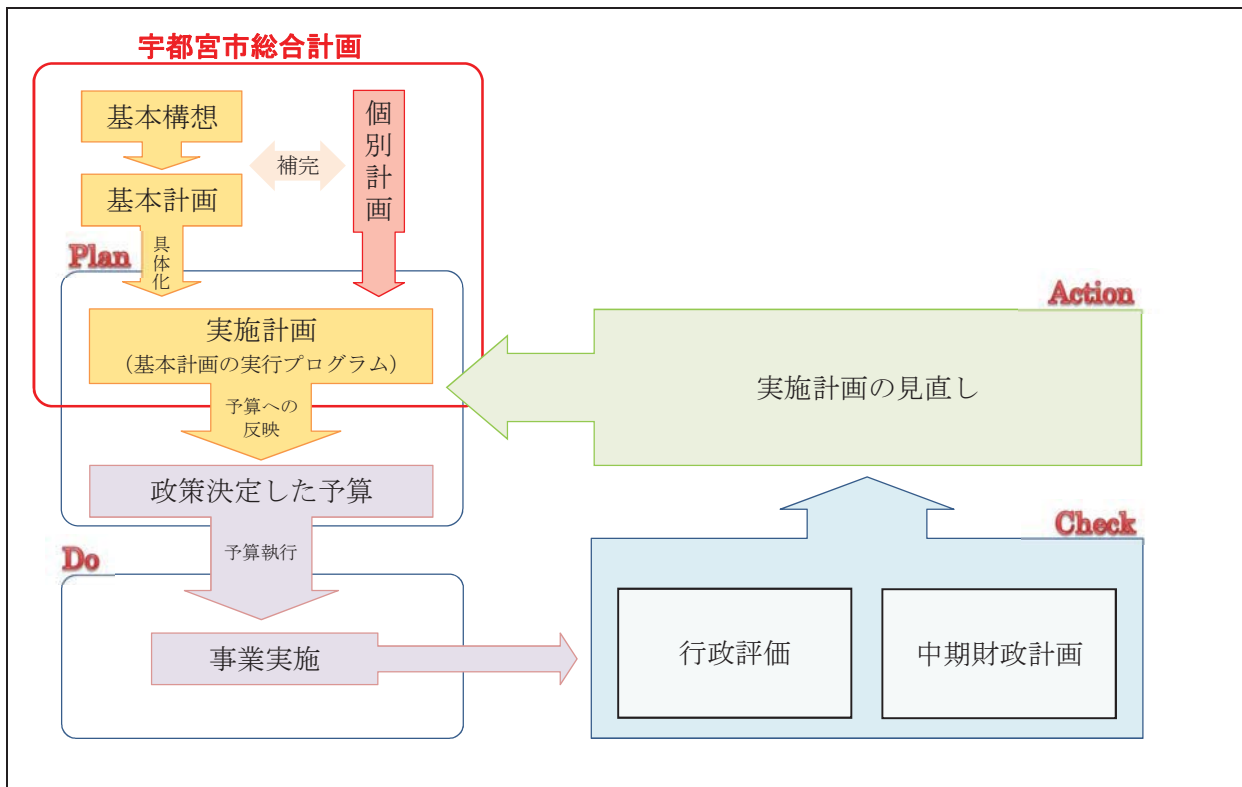 宇都宮市総合計画
基本構想
個別計画
補完
基本計画
具体化
Plan
実施計画
（基本計画の実行プログラム）
予算への
反映
政策決定した予算
予算執行
Do
事業実施
Action
実施計画の見直し
Check
行政評価
中期財政計画